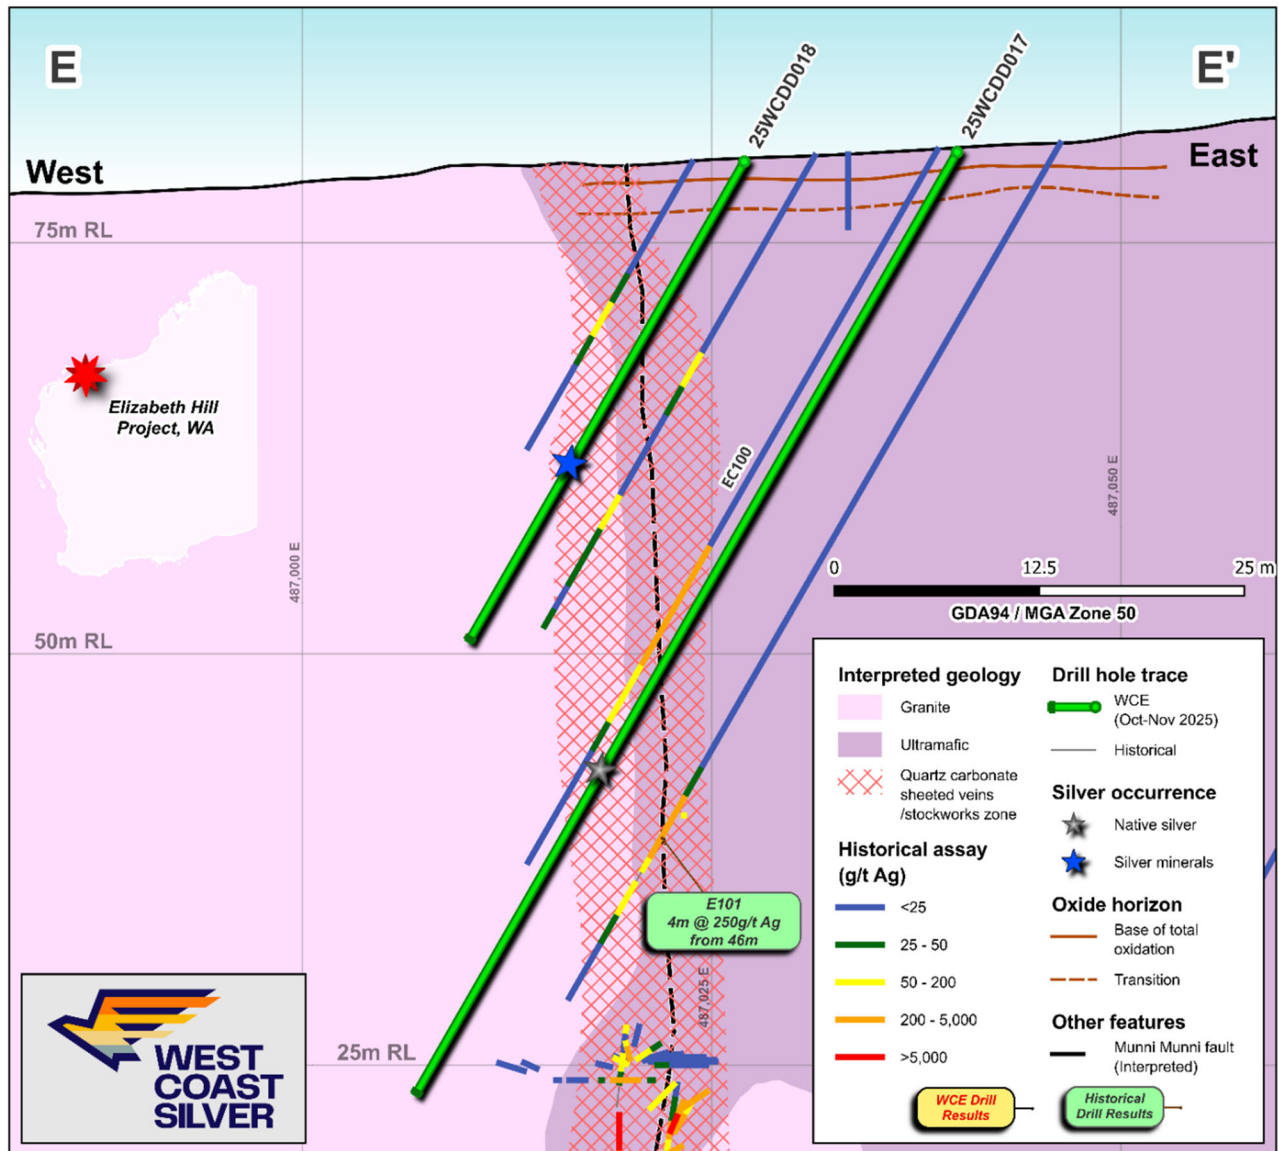 E
E'
25WCDD018
25WCDD017
West
East
75m RL
Elizabeth Hill
Project, WA
EC100
487,000 E
487,050 E
0
12.5
25 m
GDA94 / MGA Zone 50
50m RL
Interpreted geology
Granite
Ultramafic
Quartz carbonate
sheeted veins
/stockworks zone
Historical assay
(g/t Ag)
<25
25 - 50
50 - 200
200 - 5,000
>5,000
Drill hole trace
WCE
(Oct-Nov 2025)
Historical
Silver occurrence
Native silver
Silver minerals
Oxide horizon
Base of total
oxidation
Transition
Other features
Munni Munni fault
(Interpreted)
WCE Drill
Results
Historical
Drill Results
E101
4m @ 250g/t Ag
from 46m
487,025 E
25m RL
WEST
COAST
SILVER